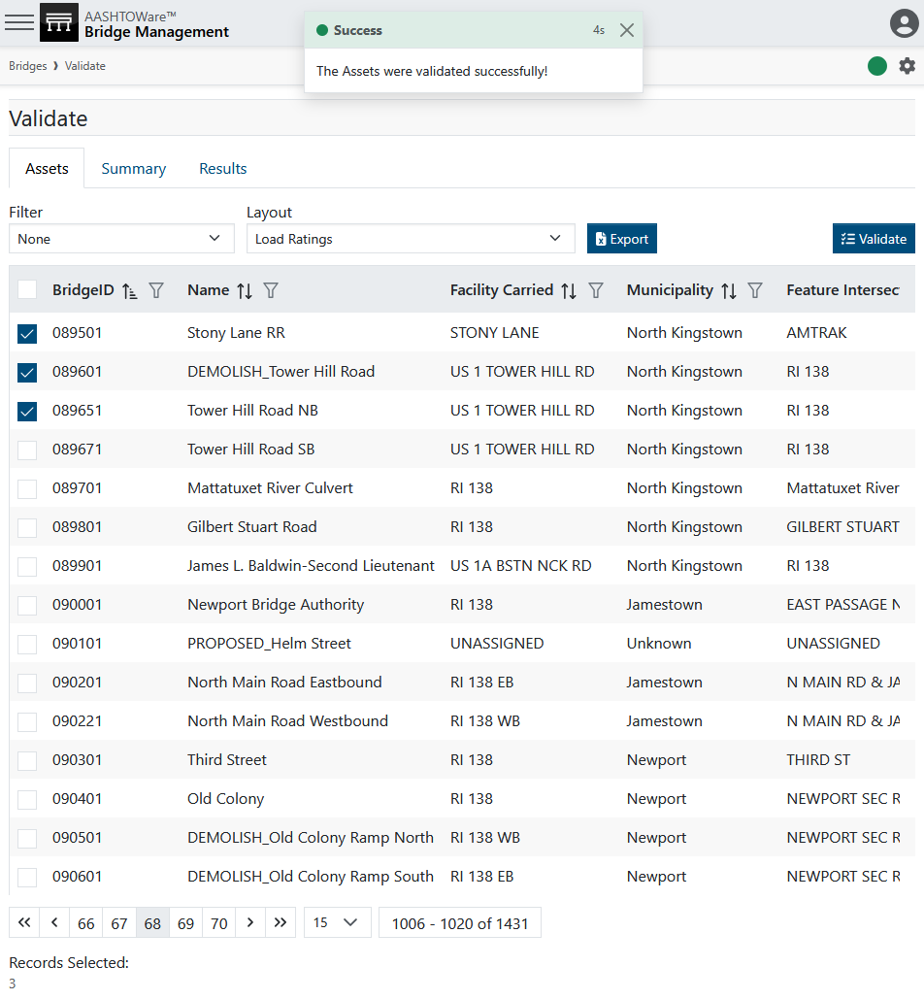 AASHTOWare™
Bridge Management
Success 4s
The Assets were validated successfully!
Bridges Validate
Validate
Assets Summary Results
Filter Layout
None Load Ratings Export Validate
BridgeID Name Facility Carried Municipality Feature Intersec
089501 Stony Lane RR STONY LANE North Kingstown AMTRAK
089601 DEMOLISH_Tower Hill Road US 1 TOWER HILL RD North Kingstown RI 138
089651 Tower Hill Road NB US 1 TOWER HILL RD North Kingstown RI 138
089671 Tower Hill Road SB US 1 TOWER HILL RD North Kingstown RI 138
089701 Mattatuxet River Culvert RI 138 North Kingstown Mattatuxet River
089801 Gilbert Stuart Road RI 138 North Kingstown GILBERT STUART
089901 James L. Baldwin-Second Lieutenant US 1A BSTN NCK RD North Kingstown RI 138
090001 Newport Bridge Authority RI 138 Jamestown EAST PASSAGE N
090101 PROPOSED_Helm Street UNASSIGNED Unknown UNASSIGNED
090201 North Main Road Eastbound RI 138 EB Jamestown N MAIN RD & JA
090221 North Main Road Westbound RI 138 WB Jamestown N MAIN RD & JA
090301 Third Street RI 138 Newport THIRD ST
090401 Old Colony RI 138 Newport NEWPORT SEC R
090501 DEMOLISH_Old Colony Ramp North RI 138 WB Newport NEWPORT SEC R
090601 DEMOLISH_Old Colony Ramp South RI 138 EB Newport NEWPORT SEC R
66 67 68 69 70 15 1006 - 1020 of 1431
Records Selected:
3